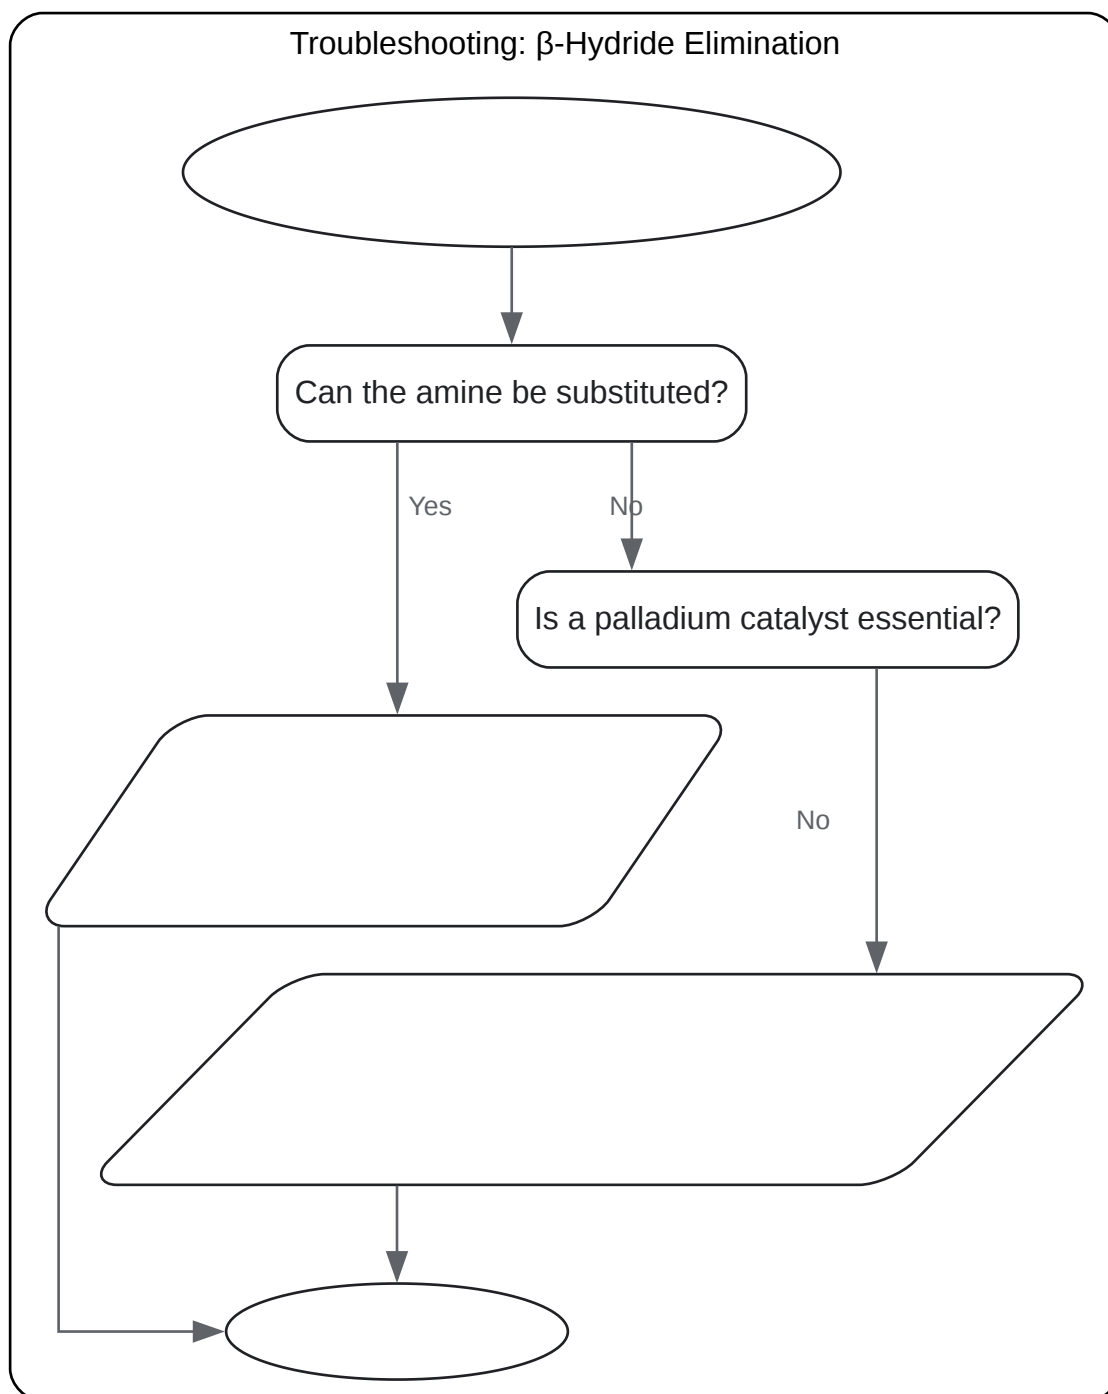 Troubleshooting: β-Hydride Elimination
Can the amine be substituted?
Yes
No
Is a palladium catalyst essential?
No